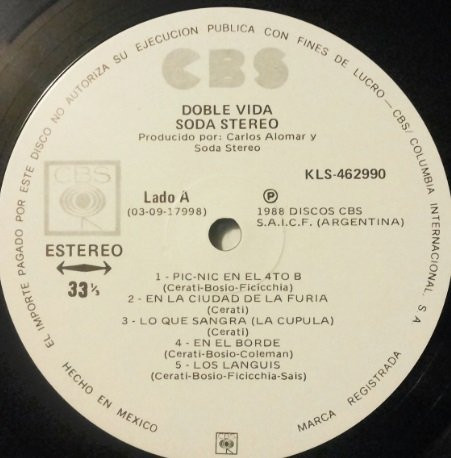 EL IMPORTE PAGADO POR ESTE DISCO NO AUTORIZA SU EJECUCION PUBLICA CON FINES DE LUCRO — CBS/ COLUMBIA INTERNACIONAL, S A
CBS
DOBLE VIDA
SODA STEREO
Producido por: Carlos Alomar y
Soda Stereo
KLS-462990
CBS
Lado A
(03-09-17998)
Ⓟ
1988 DISCOS CBS
S.A.I.C.F. (ARGENTINA)
ESTEREO
33 ⅓
1 - PIC-NIC EN EL 4TO B
(Cerati-Bosio-Ficicchia)
2 - EN LA CIUDAD DE LA FURIA
(Cerati)
3 - LO QUE SANGRA (LA CUPULA)
(Cerati)
4 - EN EL BORDE
(Cerati-Bosio-Coleman)
5 - LOS LANGUIS
(Cerati-Bosio-Ficicchia-Sais)
HECHO EN MEXICO
MARCA REGISTRADA
CBS